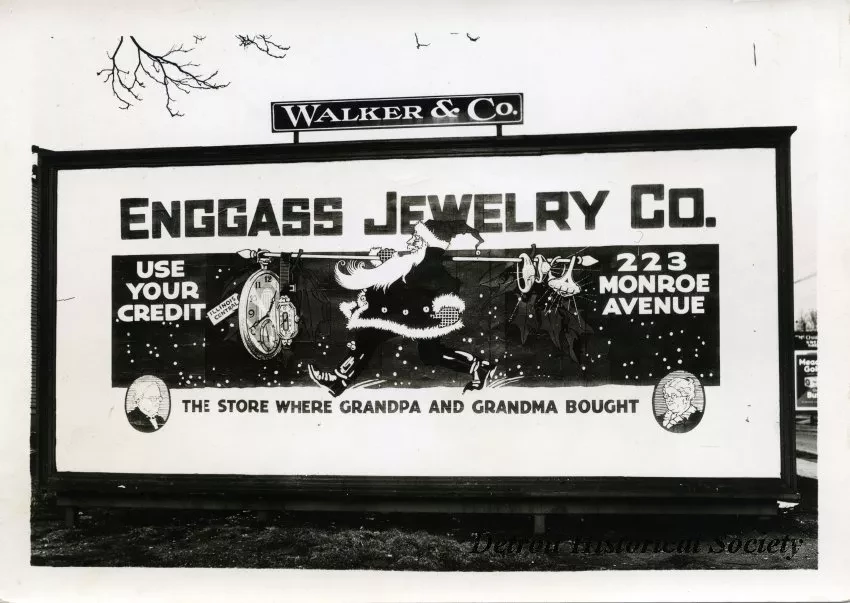 WALKER & CO.
ENGGASS JEWELRY CO.
USE
YOUR
CREDIT
ILLINOIS
CENTRAL
12
223
MONROE
AVENUE
THE STORE WHERE GRANDPA AND GRANDMA BOUGHT
Detroit Historical Society